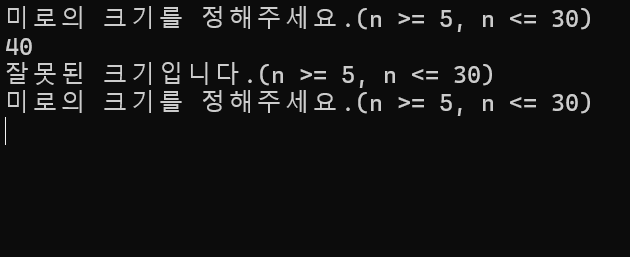 미로의 크기를 정해주세요.(n >= 5, n <= 30)
40
잘못된 크기입니다.(n >= 5, n <= 30)
미로의 크기를 정해주세요.(n >= 5, n <= 30)